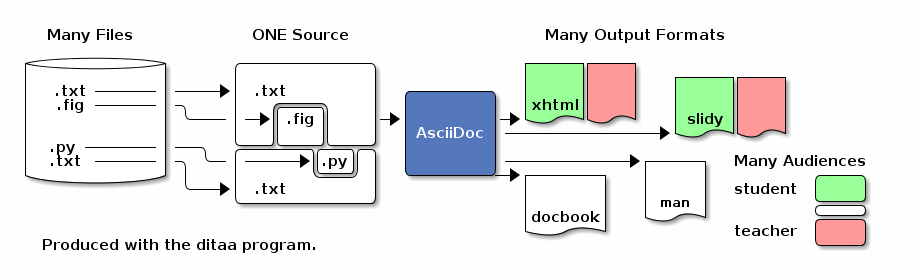 Many Files
ONE Source
Many Output Formats
.txt
.fig
.py
.txt
.txt
.fig
.py
.txt
AsciiDoc
xhtml
slidy
docbook
man
Many Audiences
student
teacher
Produced with the ditaa program.